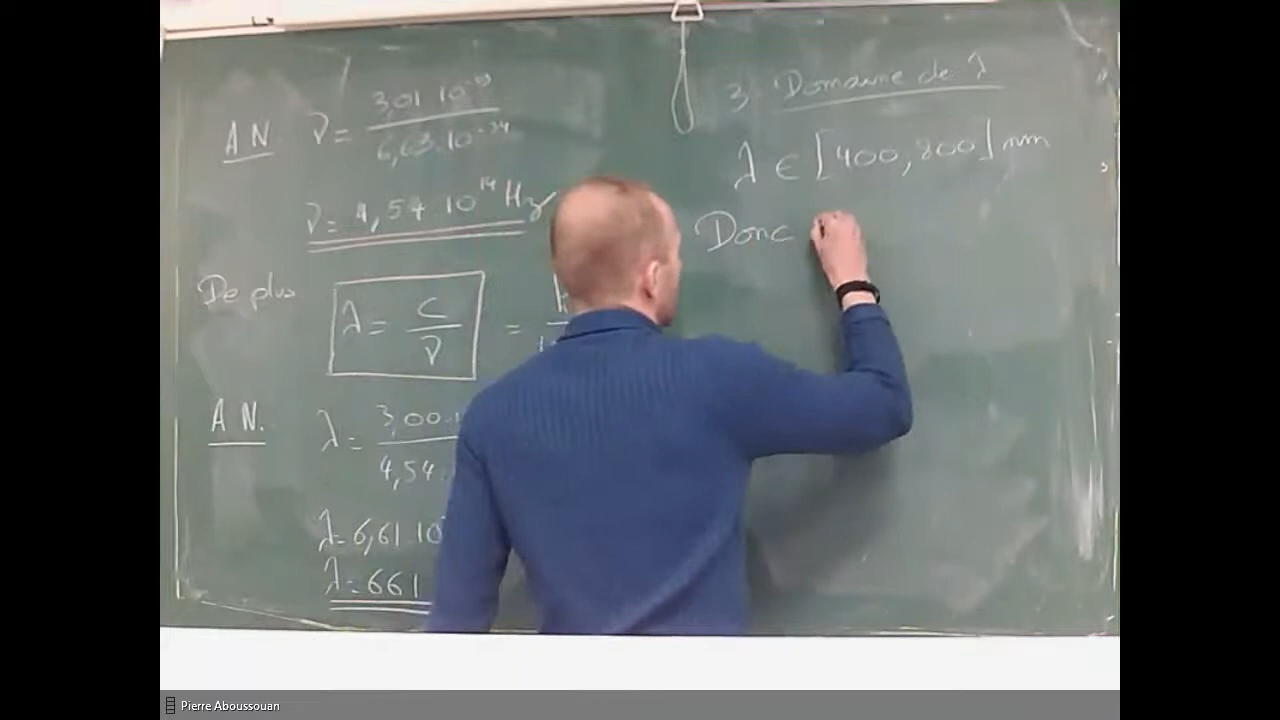 A N. ν = 3,01 10⁻¹⁹ / 6,63.10⁻³⁴
ν = 4,54.10¹⁴ Hz
De plus λ = c / ν = h
A N. λ = 3,00. / 4,54.
λ = 6,61.10
λ = 661
3. Domaine de λ
λ ∈ [400, 800] nm
Donc
Pierre Aboussouan